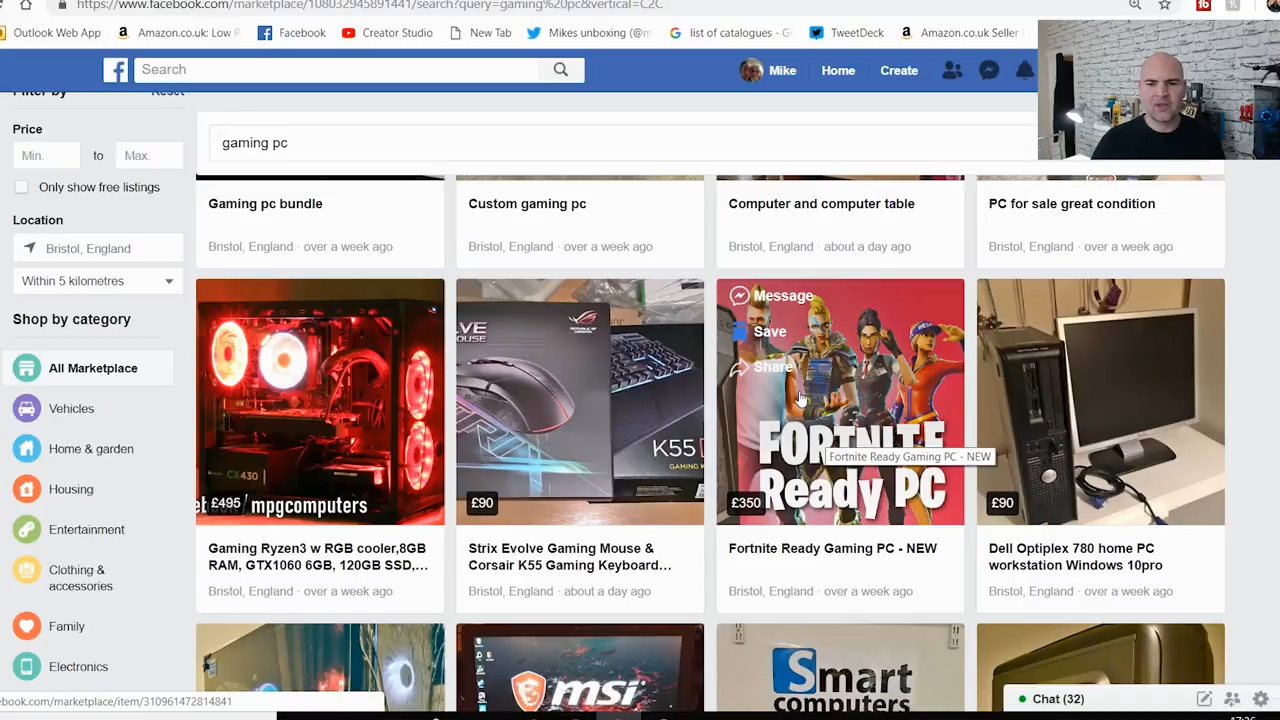 www.facebook.com/marketplace/108032945891441/search?query=gaming%20pc&vertical=C2C
Outlook Web App
Amazon.co.uk: Low P
Facebook
Creator Studio
New Tab
Mikes unboxing (@m
list of catalogues - G
TweetDeck
Amazon.co.uk Seller
Search
Mike
Home
Create
Filter by
Reset
Price
Min.
to
Max.
Only show free listings
Location
Bristol, England
Within 5 kilometres
Shop by category
All Marketplace
Vehicles
Home & garden
Housing
Entertainment
Clothing &
accessories
Family
Electronics
gaming pc
Gaming pc bundle
Bristol, England · over a week ago
Custom gaming pc
Bristol, England · over a week ago
Computer and computer table
Bristol, England · about a day ago
PC for sale great condition
Bristol, England · over a week ago
CX430
£495
et / mpgcomputers
Gaming Ryzen3 w RGB cooler,8GB
RAM, GTX1060 6GB, 120GB SSD,...
Bristol, England · over a week ago
LVE
OUSE
K55
GAMING
£90
Strix Evolve Gaming Mouse &
Corsair K55 Gaming Keyboard...
Bristol, England · about a day ago
Message
Save
Share
FORTNITE
Ready PC
Fortnite Ready Gaming PC - NEW
£350
Fortnite Ready Gaming PC - NEW
Bristol, England · over a week ago
£90
Dell Optiplex 780 home PC
workstation Windows 10pro
Bristol, England · over a week ago
msi
Smart
computers
Chat (32)
cebook.com/marketplace/item/310961472814841